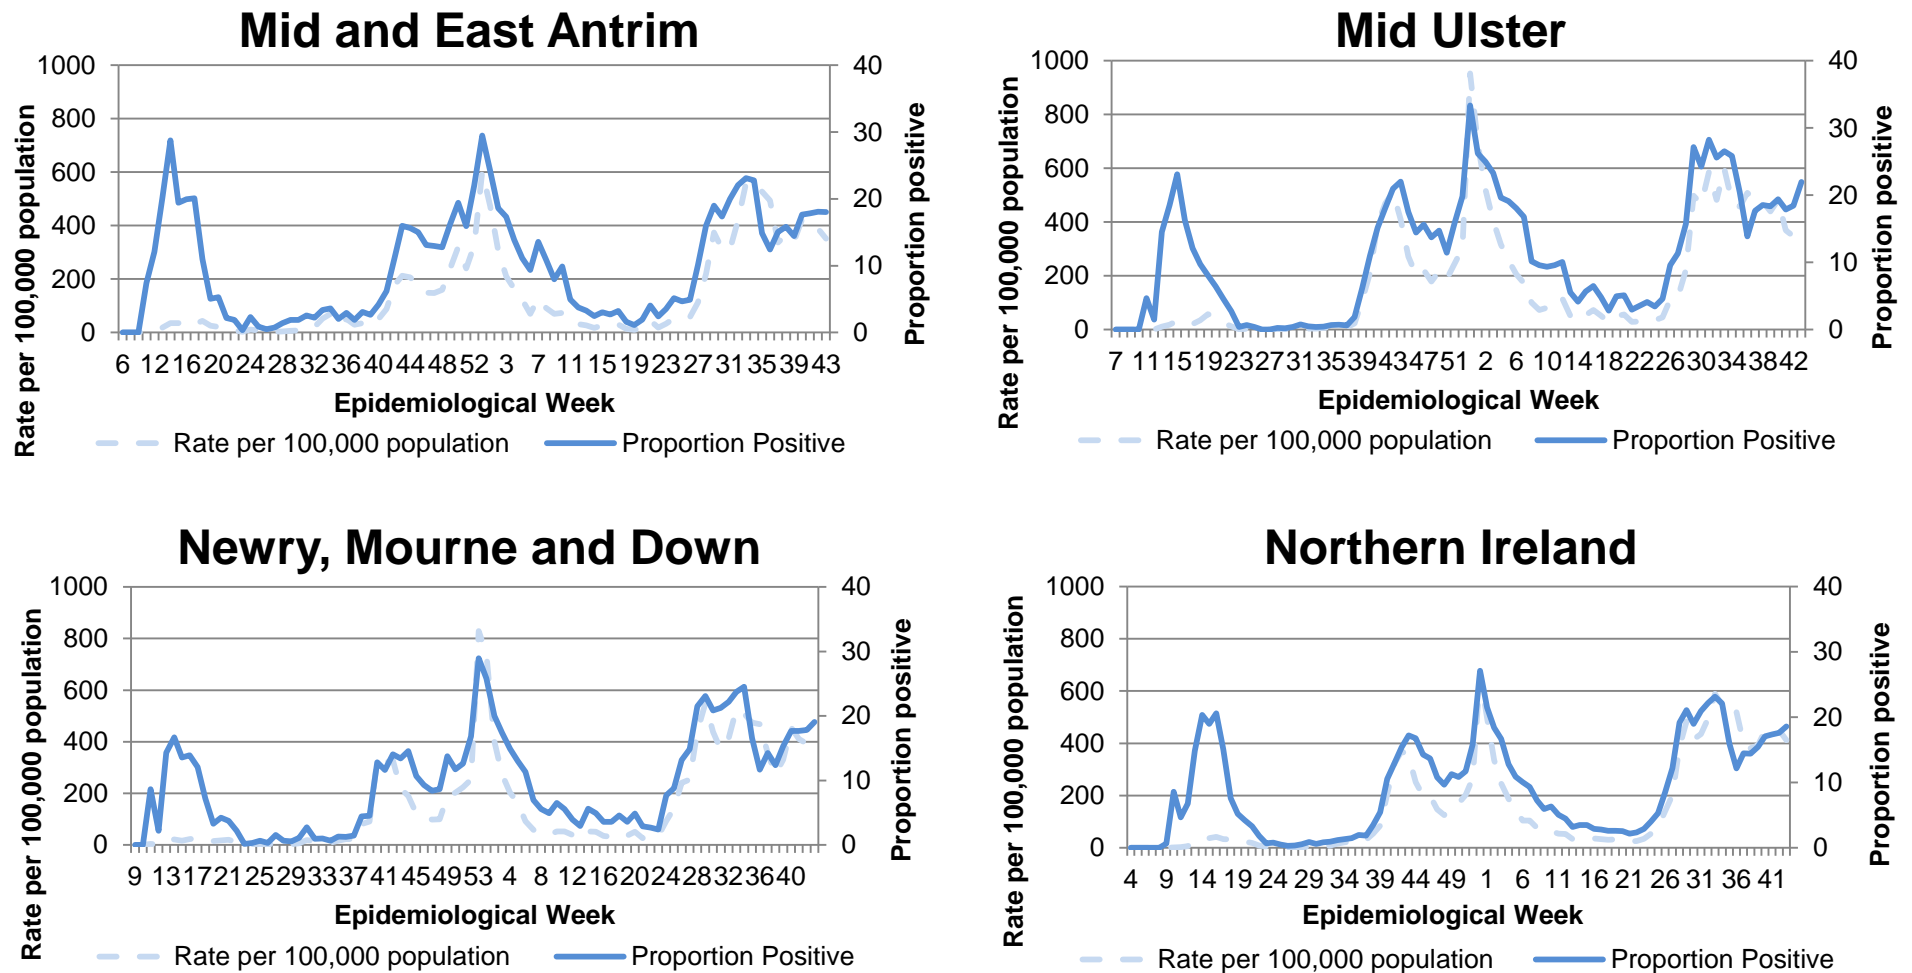 Mid and East Antrim
1000
800
600
400
200
0
40
30
20
10
0
Rate per 100,000 population
Proportion positive
6 12 16 20 24 28 32 36 40 44 48 52 3 7 11 15 19 23 27 31 35 39 43
Epidemiological Week
Rate per 100,000 population Proportion Positive
Mid Ulster
1000
800
600
400
200
0
40
30
20
10
0
Rate per 100,000 population
Proportion positive
7 11 15 19 23 27 31 35 39 43 47 51 2 6 10 14 18 22 26 30 34 38 42
Epidemiological Week
Rate per 100,000 population Proportion Positive
Newry, Mourne and Down
1000
800
600
400
200
0
40
30
20
10
0
Rate per 100,000 population
Proportion positive
9 13 17 21 25 29 33 37 41 45 49 53 4 8 12 16 20 24 28 32 36 40
Epidemiological Week
Rate per 100,000 population Proportion Positive
Northern Ireland
1000
800
600
400
200
0
40
30
20
10
0
Rate per 100,000 population
Proportion positive
4 9 14 19 24 29 34 39 44 49 1 6 11 16 21 26 31 36 41
Epidemiological Week
Rate per 100,000 population Proportion Positive